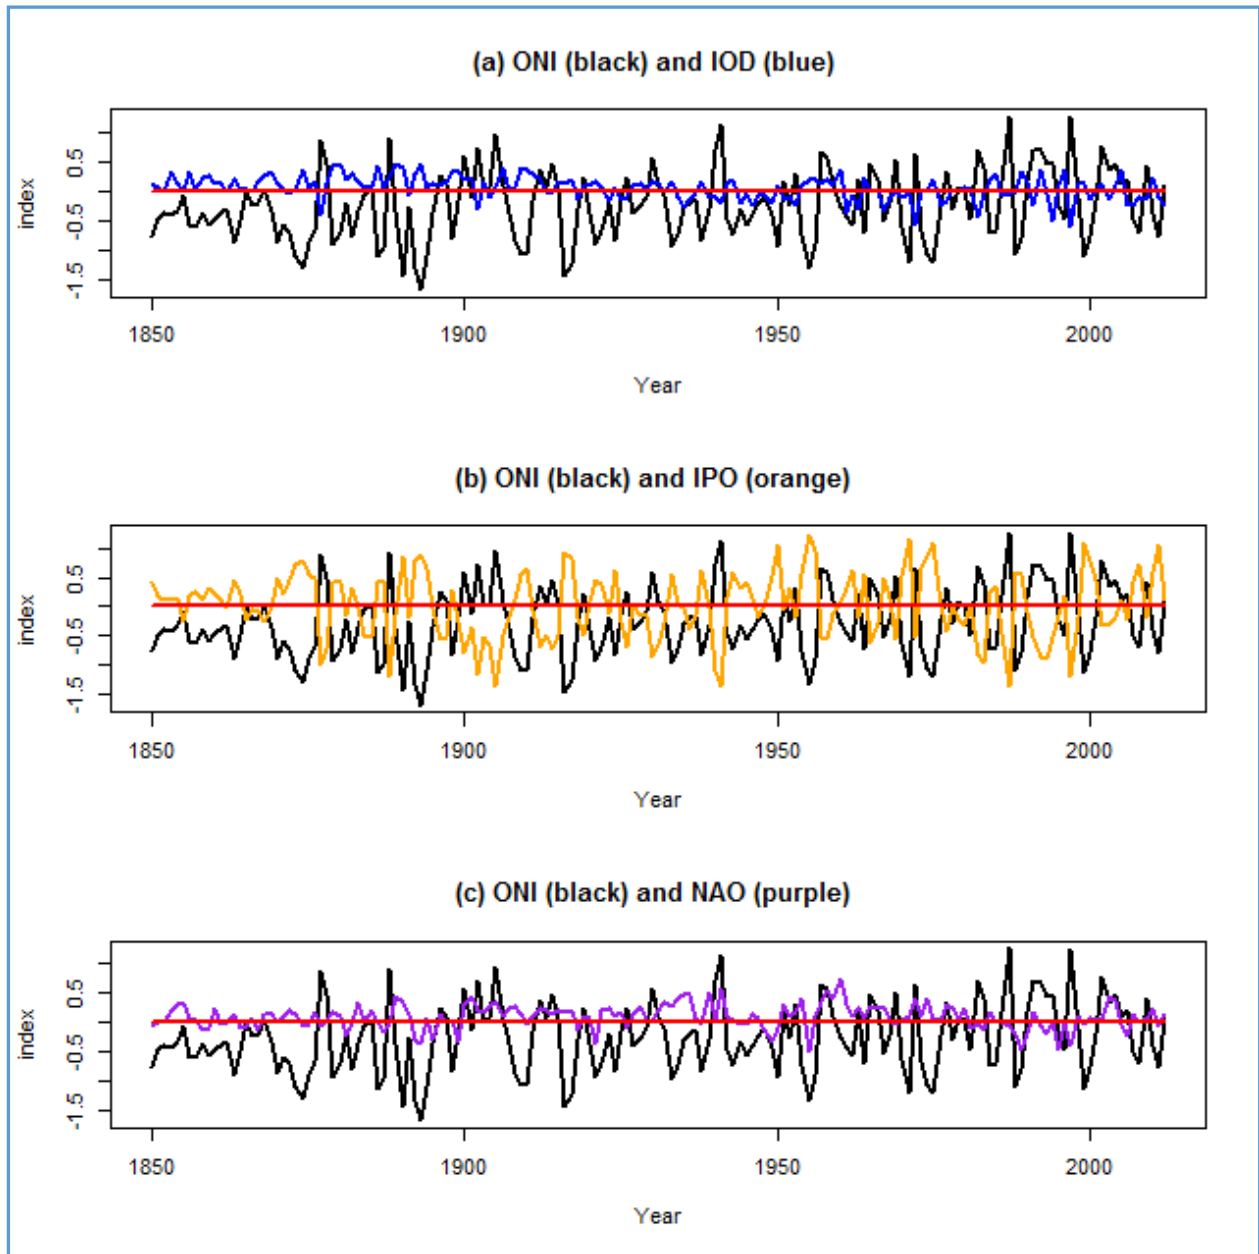 (a) ONI (black) and IOD (blue)
0.5
-0.5
-1.5
index
1850 1900 1950 2000
Year
(b) ONI (black) and IPO (orange)
0.5
-0.5
-1.5
index
1850 1900 1950 2000
Year
(c) ONI (black) and NAO (purple)
0.5
-0.5
-1.5
index
1850 1900 1950 2000
Year